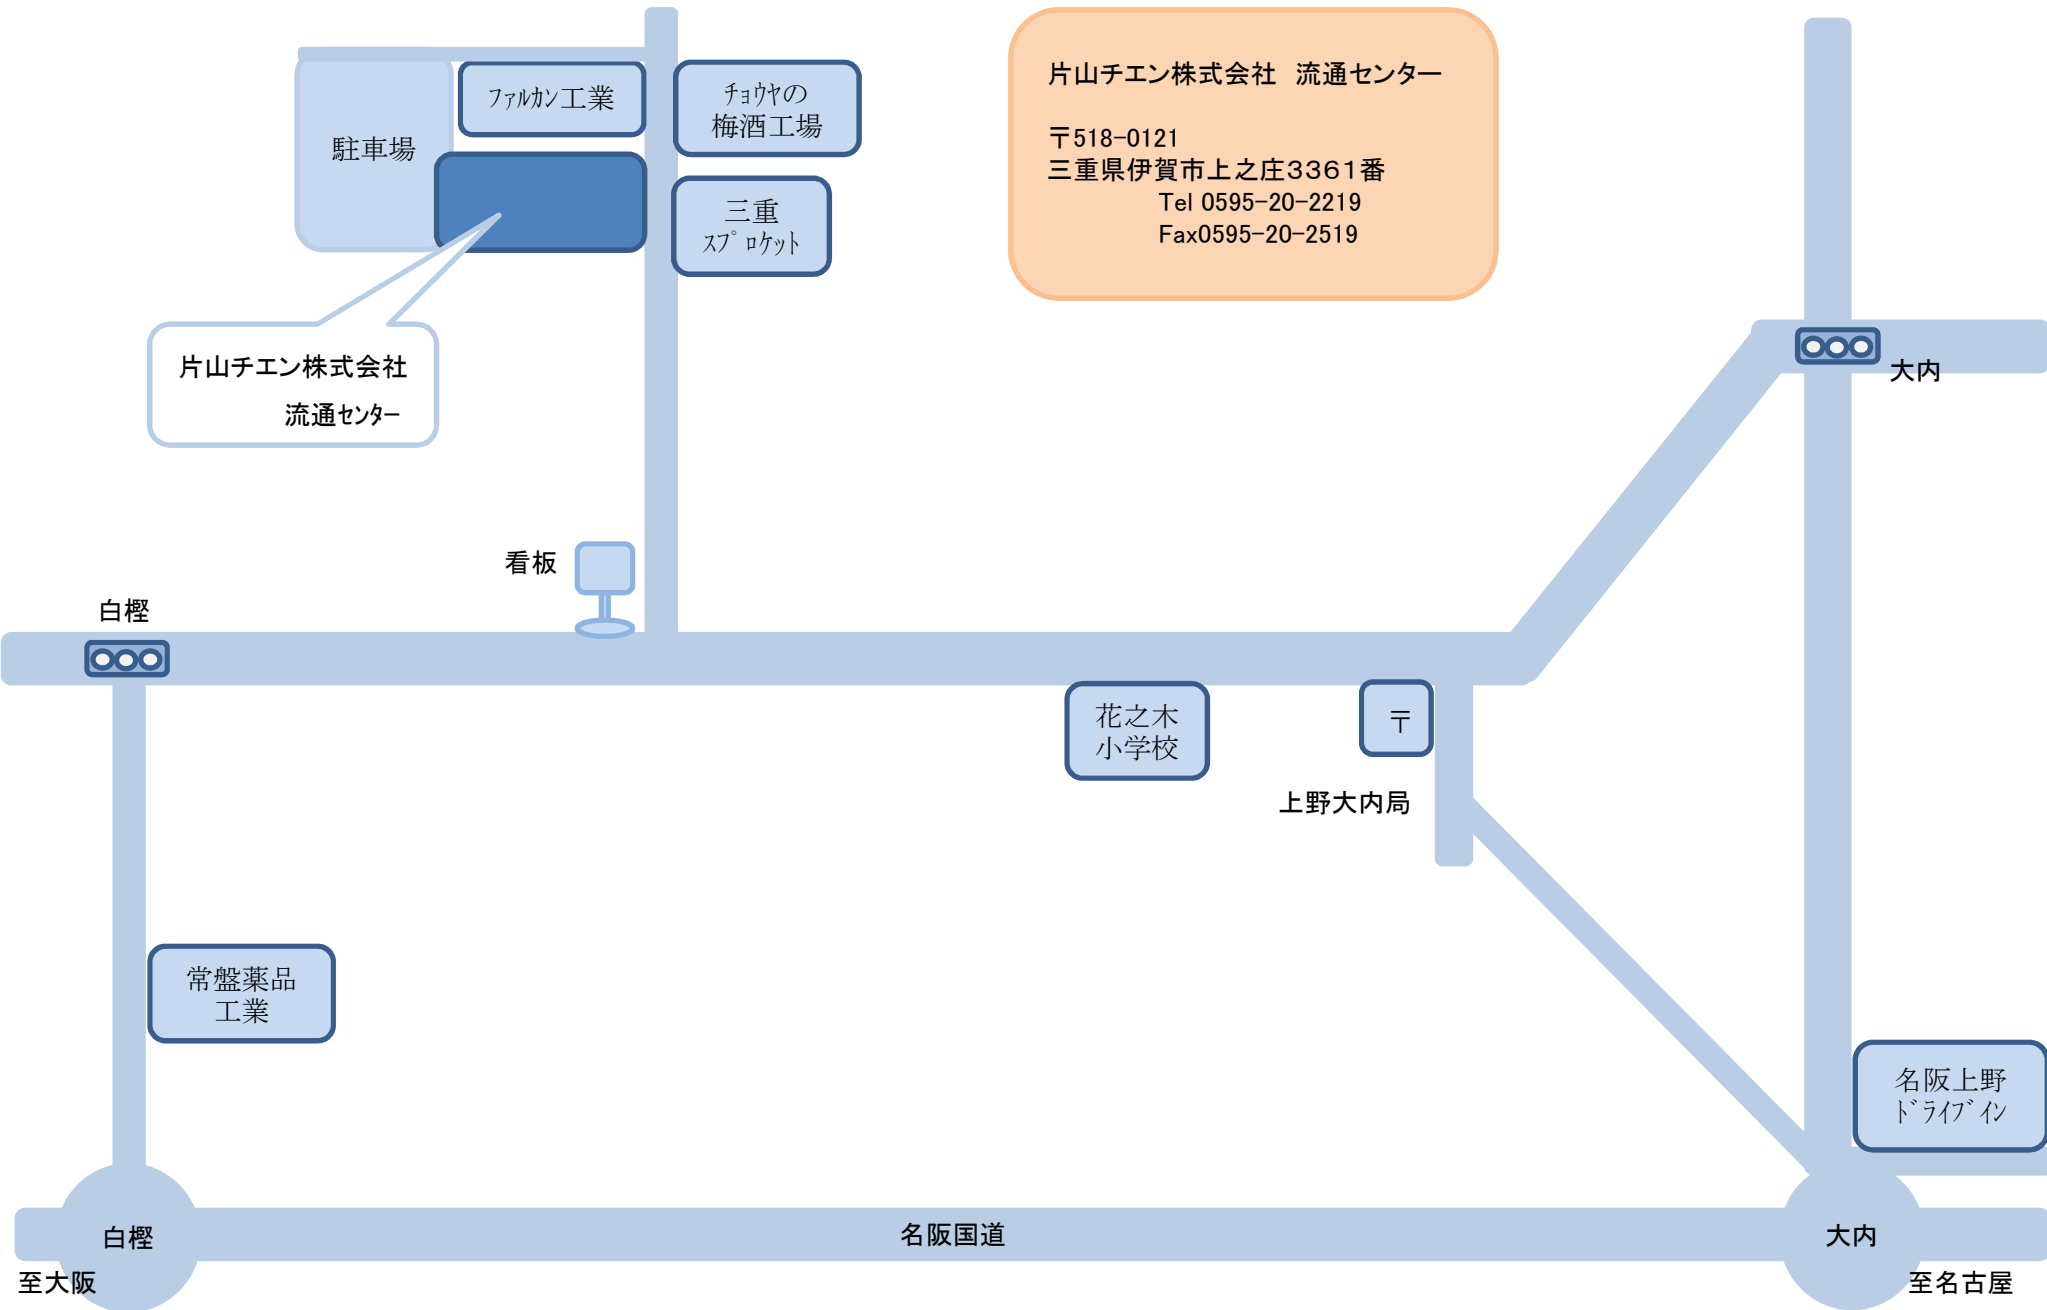 ﾌｧﾙｶﾝ工業
ﾁｮｳﾔの
梅酒工場
駐車場
三重
ｽﾌﾟﾛｹｯﾄ
片山チエン株式会社　流通センター
〒518-0121
三重県伊賀市上之庄3361番
Tel 0595-20-2219
Fax0595-20-2519
片山チエン株式会社
流通ｾﾝﾀｰ
大内
看板
白樫
花之木
小学校
〒
上野大内局
常盤薬品
工業
名阪上野
ﾄﾞﾗｲﾌﾞｲﾝ
白樫
名阪国道
大内
至大阪
至名古屋